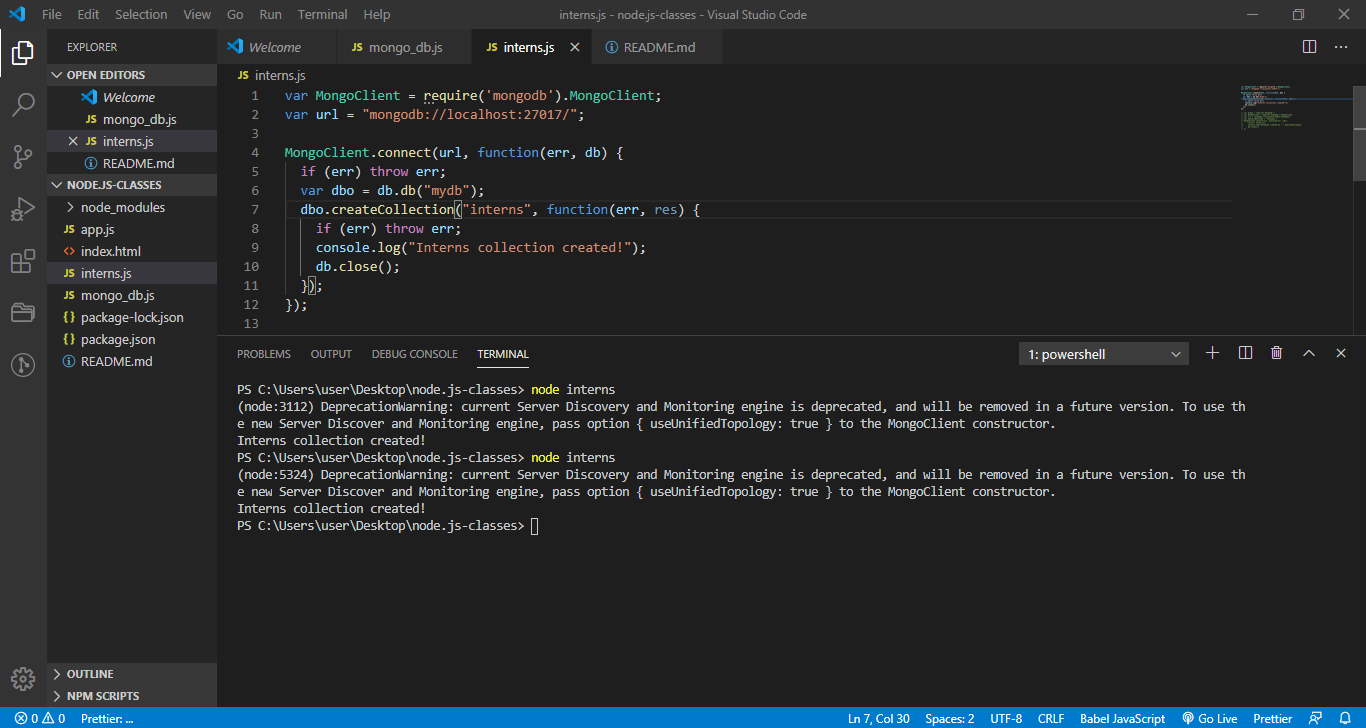 File Edit Selection View Go Run Terminal Help
interns.js - node.js-classes - Visual Studio Code
EXPLORER
OPEN EDITORS
Welcome
JS mongo_db.js
JS interns.js
README.md
NODE.JS-CLASSES
node_modules
JS app.js
<> index.html
JS interns.js
JS mongo_db.js
{} package-lock.json
{} package.json
README.md
OUTLINE
NPM SCRIPTS
Welcome
JS mongo_db.js
JS interns.js
README.md
JS interns.js
1 var MongoClient = require('mongodb').MongoClient;
2 var url = "mongodb://localhost:27017/";
3
4 MongoClient.connect(url, function(err, db) {
5 if (err) throw err;
6 var dbo = db.db("mydb");
7 dbo.createCollection("interns", function(err, res) {
8 if (err) throw err;
9 console.log("Interns collection created!");
10 db.close();
11 });
12 });
13
PROBLEMS OUTPUT DEBUG CONSOLE TERMINAL
1: powershell
PS C:\Users\user\Desktop\node.js-classes> node interns
(node:3112) DeprecationWarning: current Server Discovery and Monitoring engine is deprecated, and will be removed in a future version. To use th
e new Server Discover and Monitoring engine, pass option { useUnifiedTopology: true } to the MongoClient constructor.
Interns collection created!
PS C:\Users\user\Desktop\node.js-classes> node interns
(node:5324) DeprecationWarning: current Server Discovery and Monitoring engine is deprecated, and will be removed in a future version. To use th
e new Server Discover and Monitoring engine, pass option { useUnifiedTopology: true } to the MongoClient constructor.
Interns collection created!
PS C:\Users\user\Desktop\node.js-classes>
0 0 Prettier: ... Ln 7, Col 30 Spaces: 2 UTF-8 CRLF Babel JavaScript Go Live Prettier